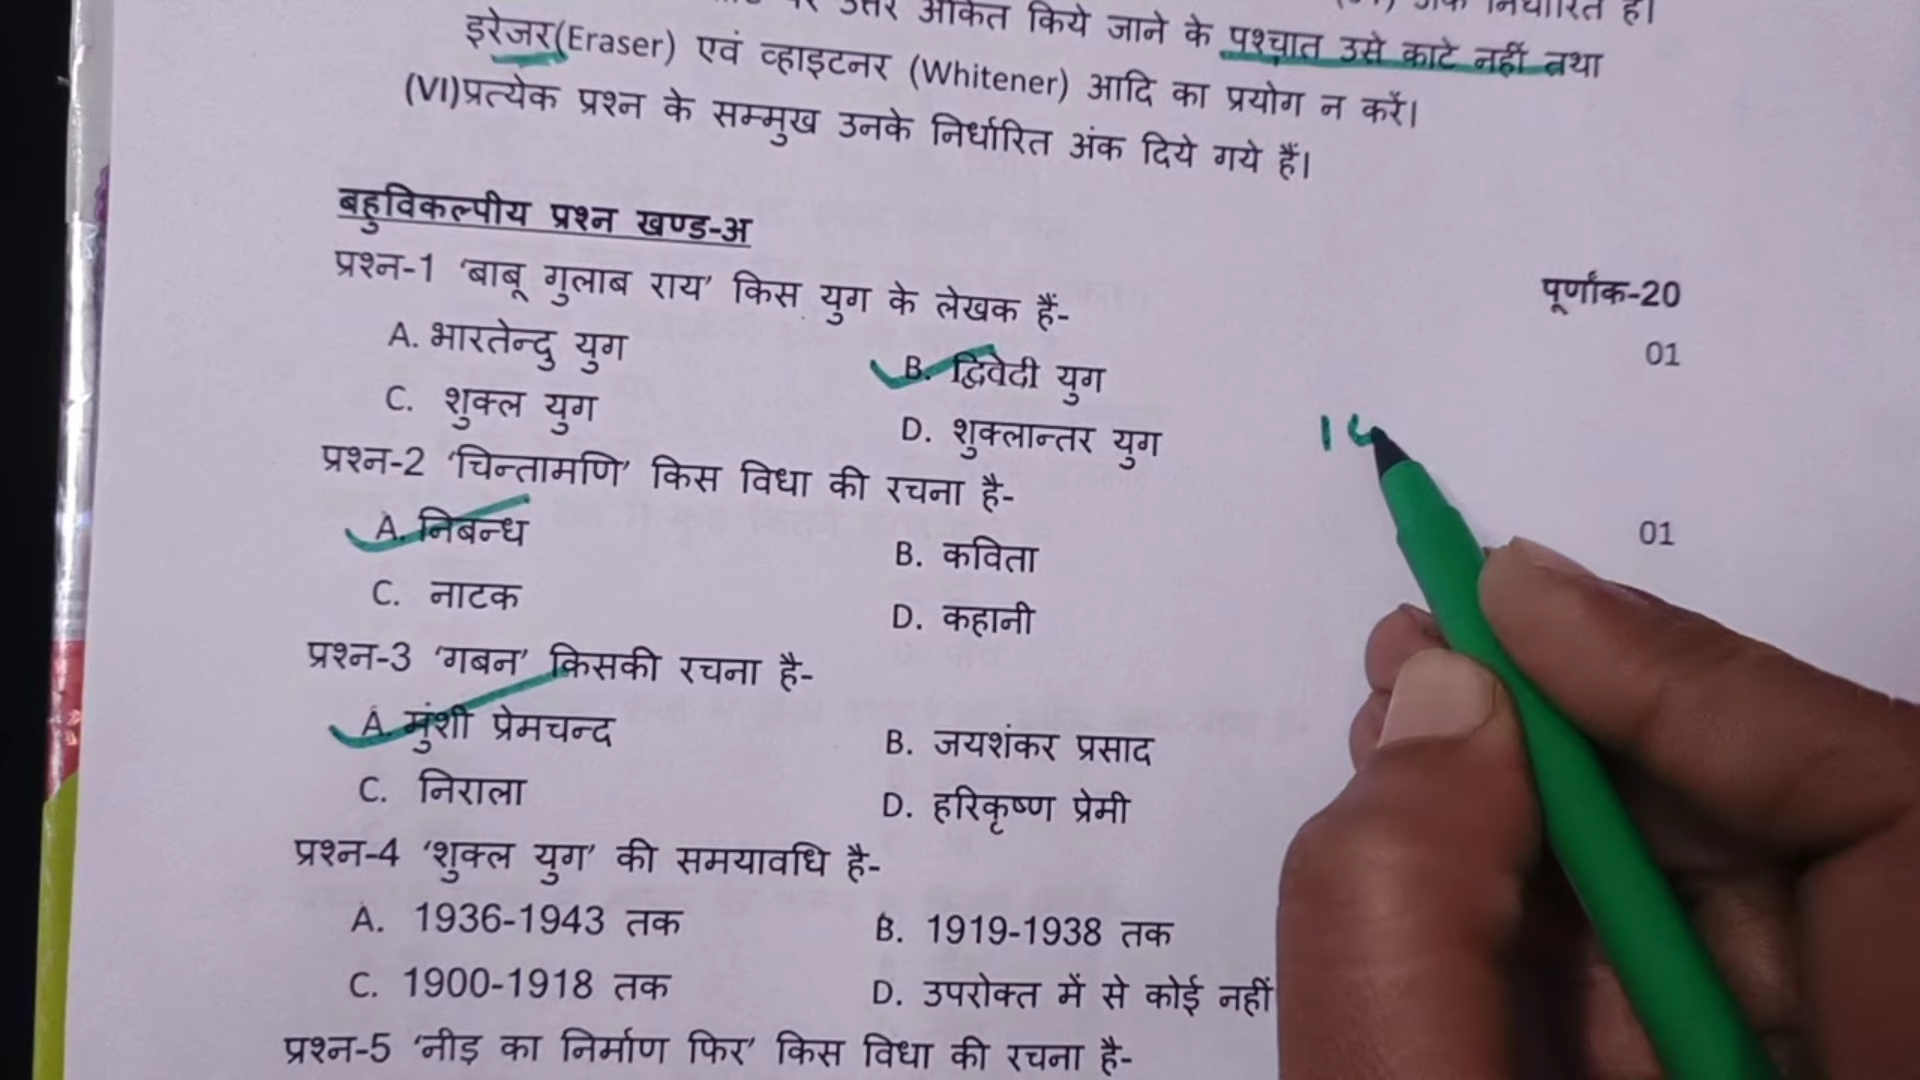 उत्तर अंकित किये जाने के पश्चात उसे काटे नहीं तथा
इरेजर(Eraser) एवं व्हाइटनर (Whitener) आदि का प्रयोग न करें।
(VI)प्रत्येक प्रश्न के सम्मुख उनके निर्धारित अंक दिये गये हैं।
बहुविकल्पीय प्रश्न खण्ड-अ
पूर्णांक-20
प्रश्न-1 ‘बाबू गुलाब राय’ किस युग के लेखक हैं-
01
A. भारतेन्दु युग B. द्विवेदी युग
C. शुक्ल युग D. शुक्लान्तर युग
प्रश्न-2 ‘चिन्तामणि’ किस विधा की रचना है-
01
A. निबन्ध B. कविता
C. नाटक D. कहानी
प्रश्न-3 ‘गबन’ किसकी रचना है-
A. मुंशी प्रेमचन्द B. जयशंकर प्रसाद
C. निराला D. हरिकृष्ण प्रेमी
प्रश्न-4 ‘शुक्ल युग’ की समयावधि है-
A. 1936-1943 तक B. 1919-1938 तक
C. 1900-1918 तक D. उपरोक्त में से कोई नहीं
प्रश्न-5 ‘नीड़ का निर्माण फिर’ किस विधा की रचना है-